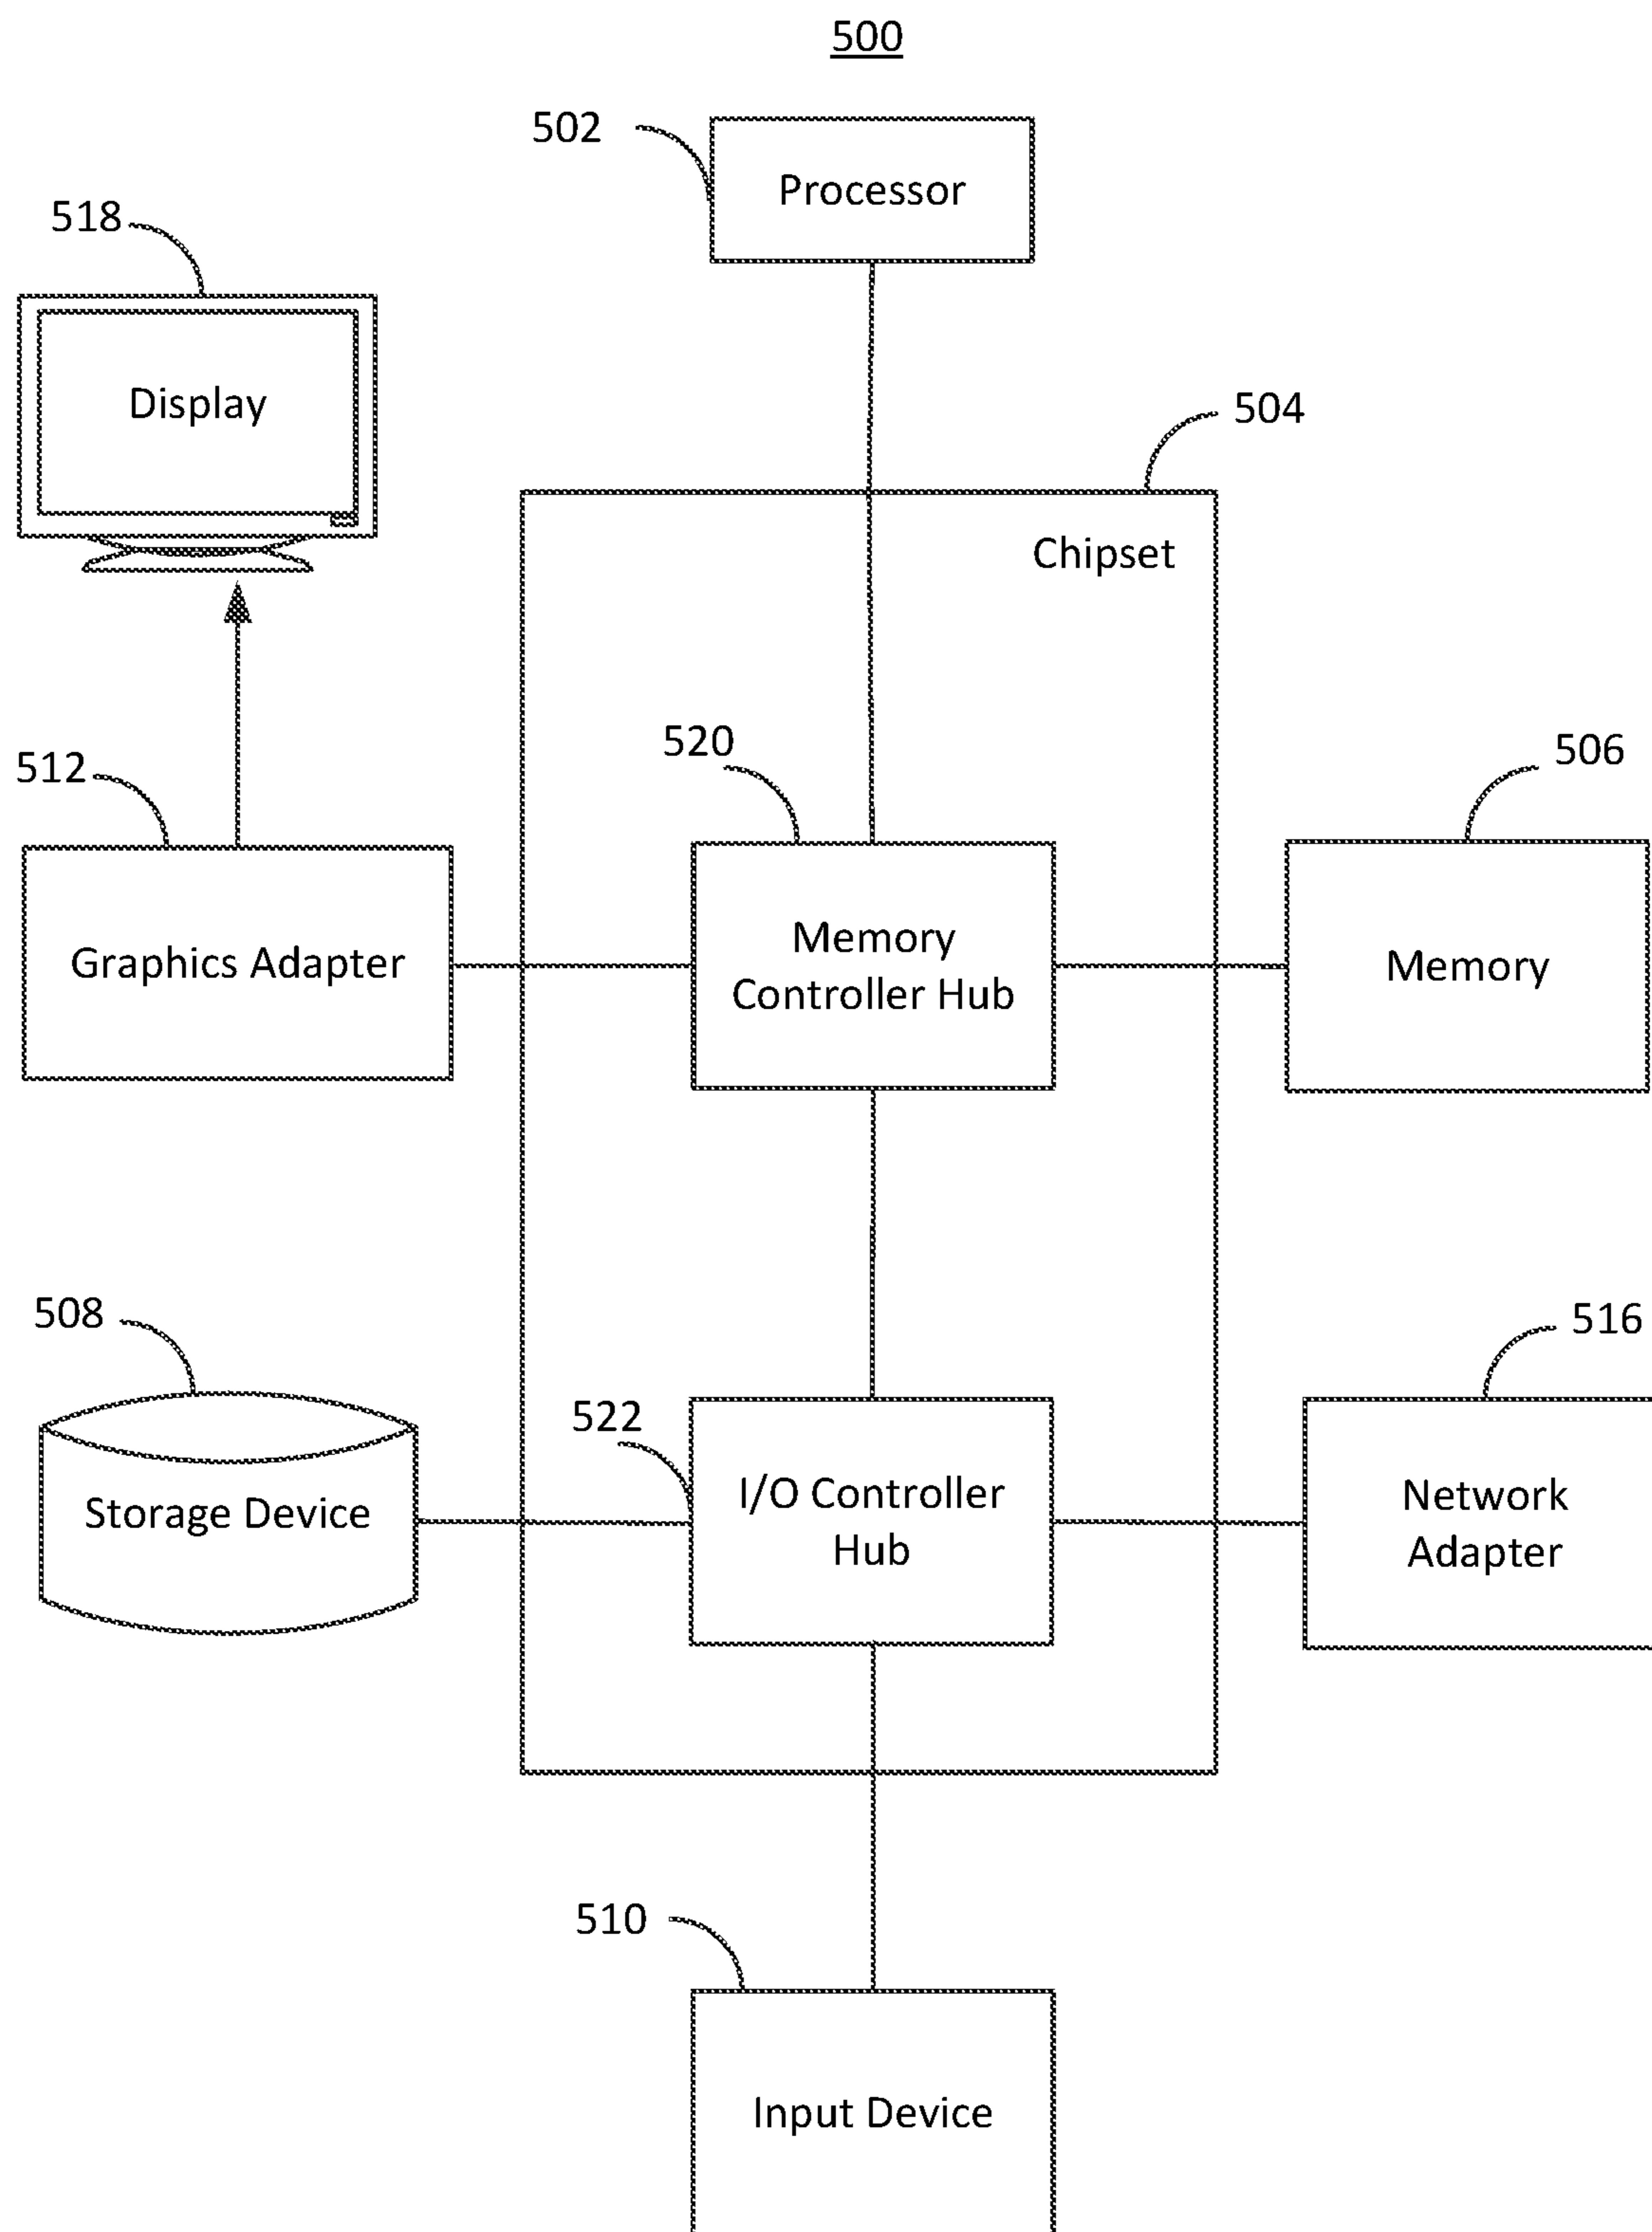 500
502
Processor
518
Display
504
Chipset
520
506
512
Graphics Adapter
Memory
Controller Hub
Memory
508
516
522
Storage Device
I/O Controller
Hub
Network
Adapter
510
Input Device